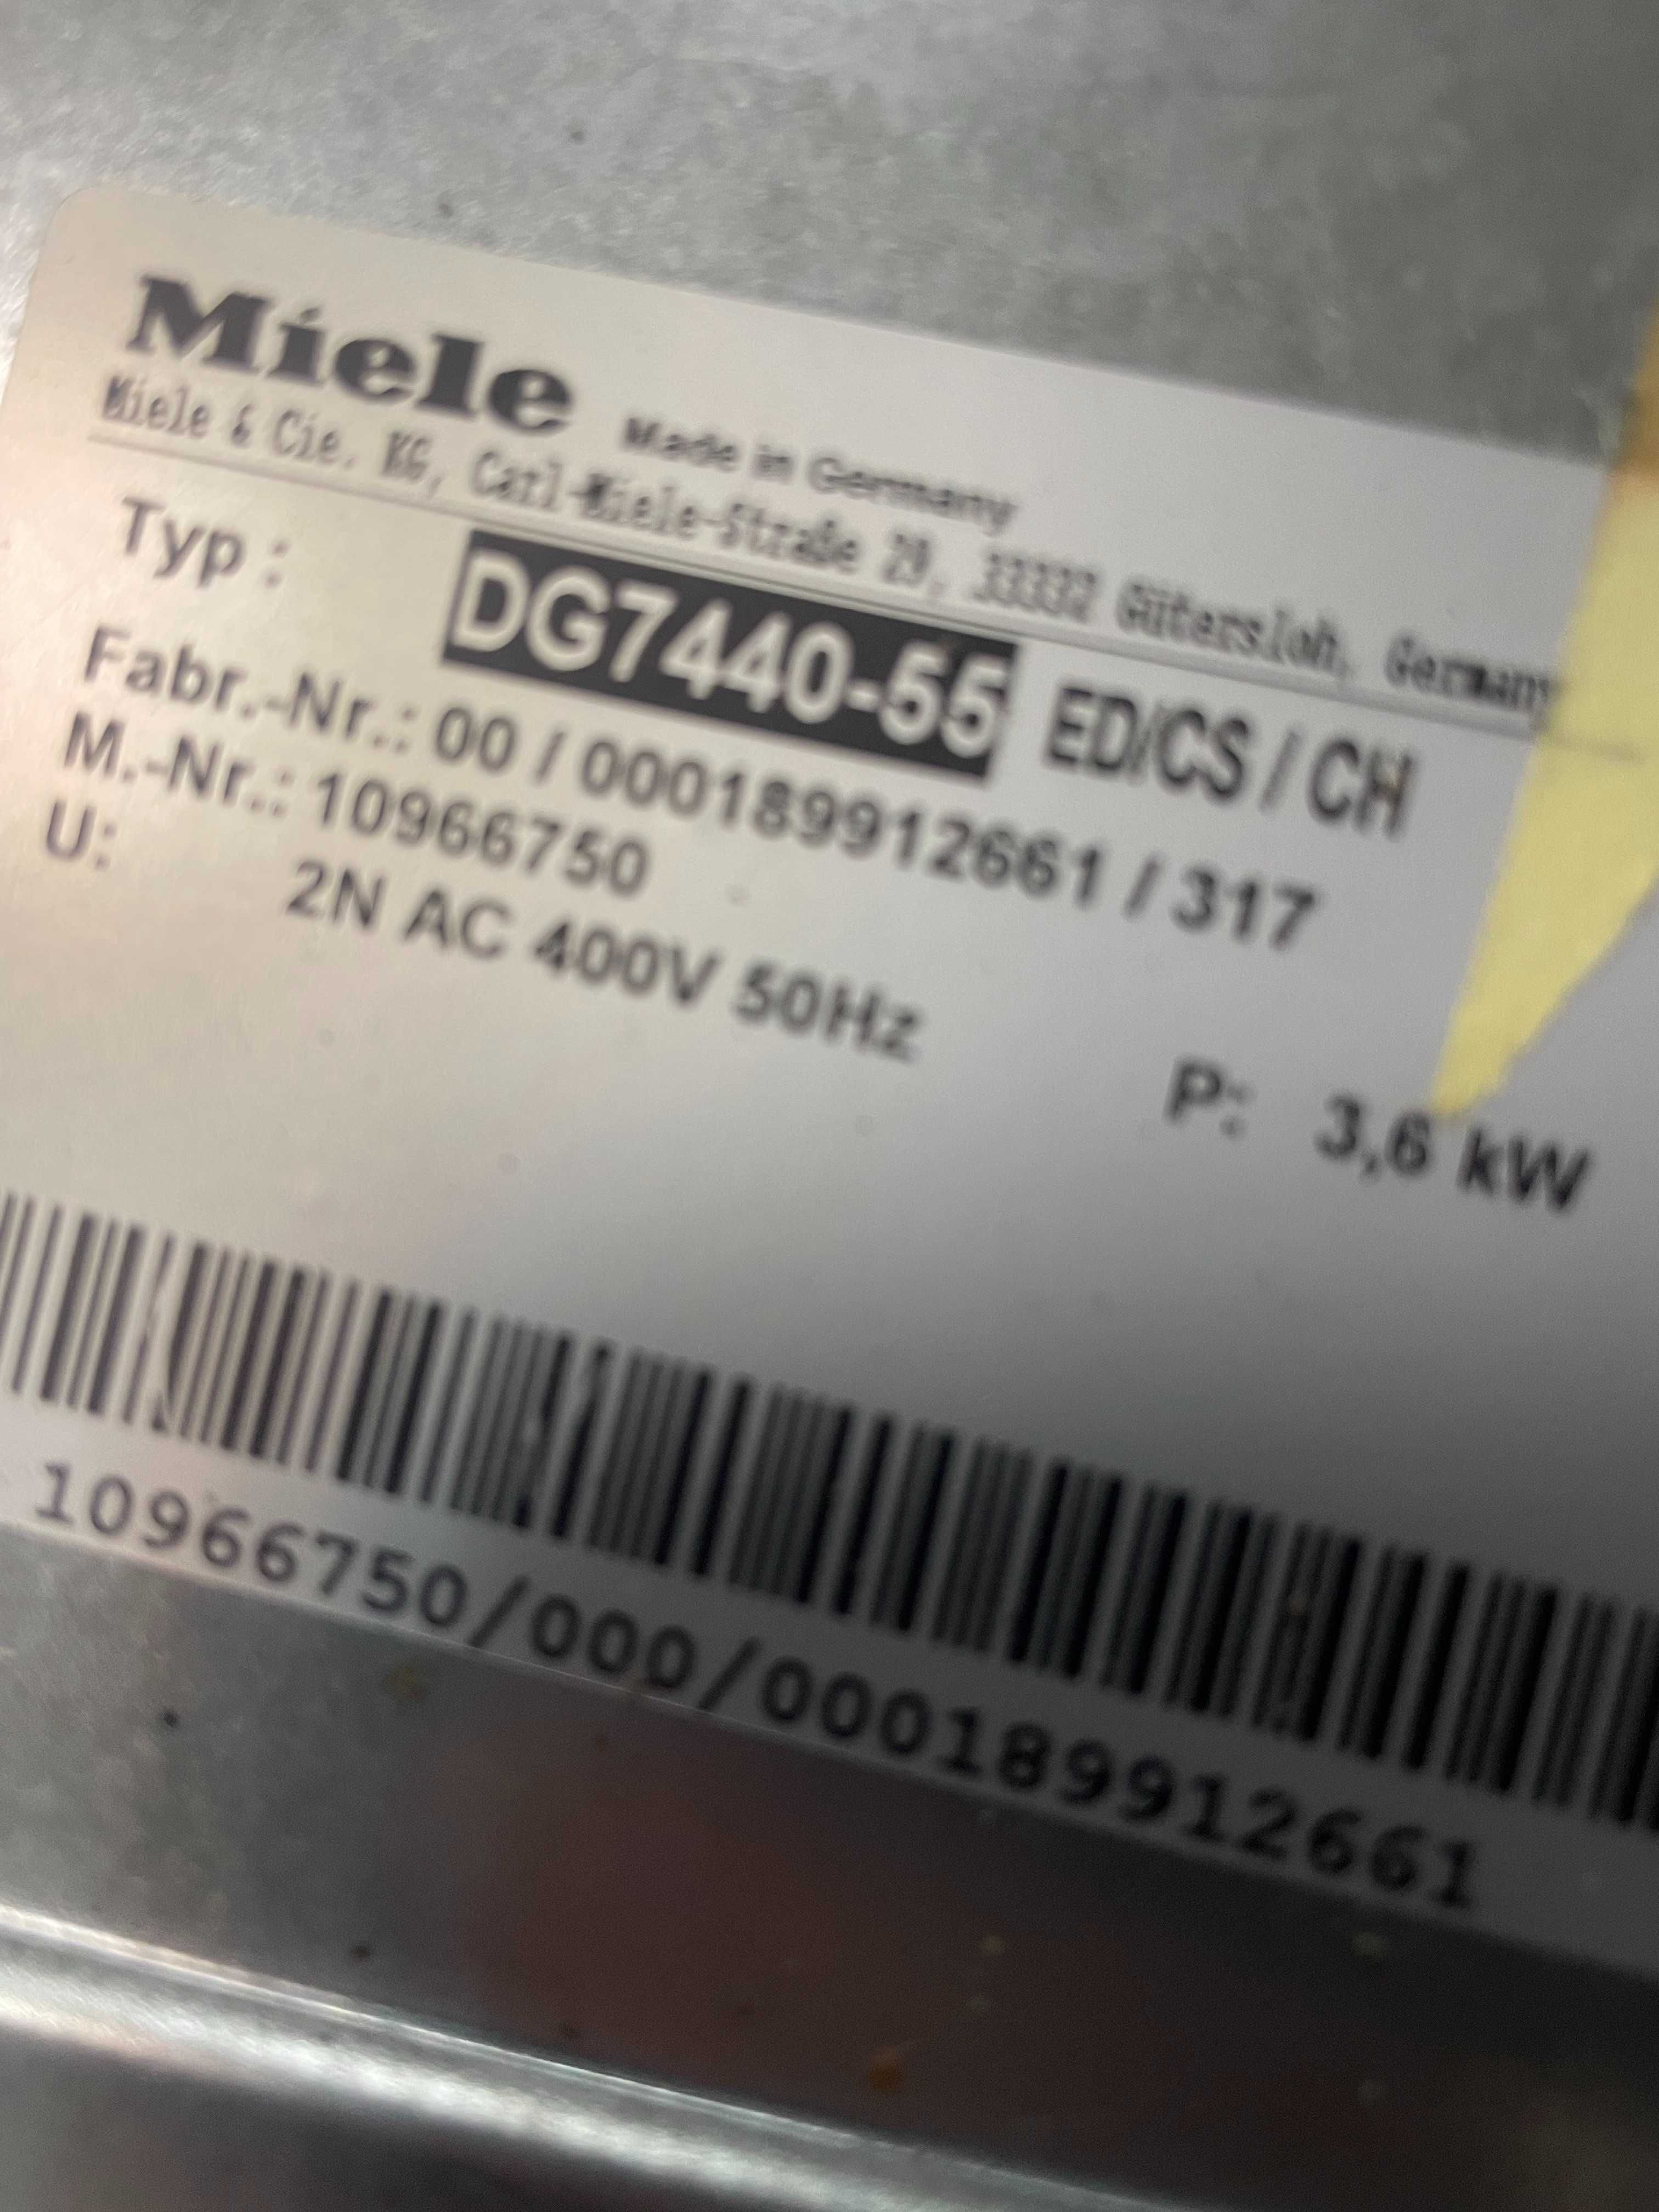 Miele Made in Germany
Miele & Cie. KG, Carl-Miele-Straße 29, 33332 Gütersloh, Germany
Typ : DG7440-55 ED/CS / CH
Fabr.-Nr.: 00 / 000189912661 / 317
M.-Nr.: 10966750
U: 2N AC 400V 50Hz
P: 3,6 kW
10966750/000/000189912661